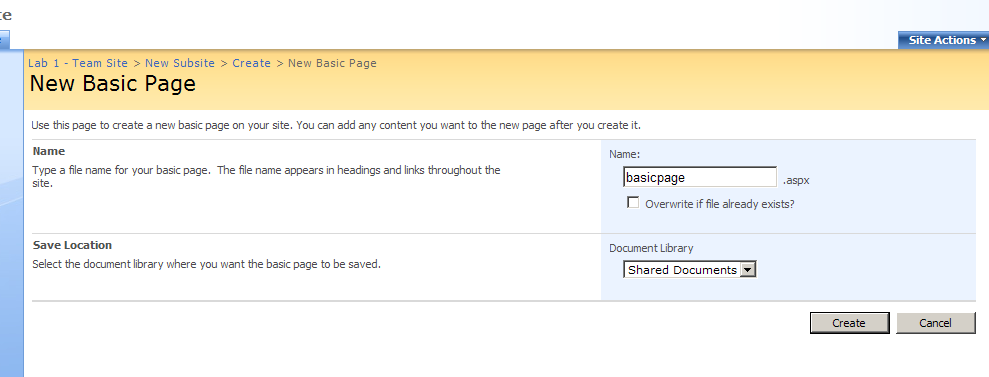 te
Site Actions
Lab 1 - Team Site > New Subsite > Create > New Basic Page
New Basic Page
Use this page to create a new basic page on your site. You can add any content you want to the new page after you create it.
Name
Type a file name for your basic page. The file name appears in headings and links throughout the
site.
Name:
basicpage .aspx
Overwrite if file already exists?
Save Location
Select the document library where you want the basic page to be saved.
Document Library
Shared Documents
Create Cancel